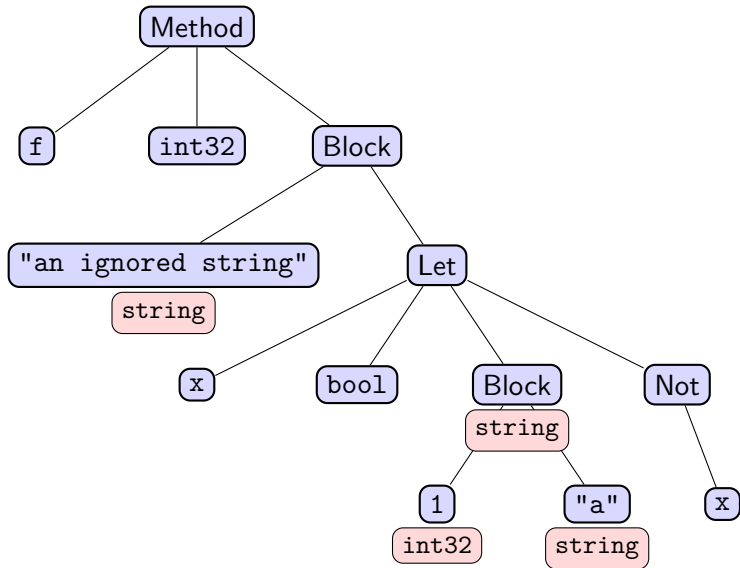 Method
f
int32
Block
"an ignored string"
string
Let
x
bool
Block
string
Not
1
int32
"a"
string
x